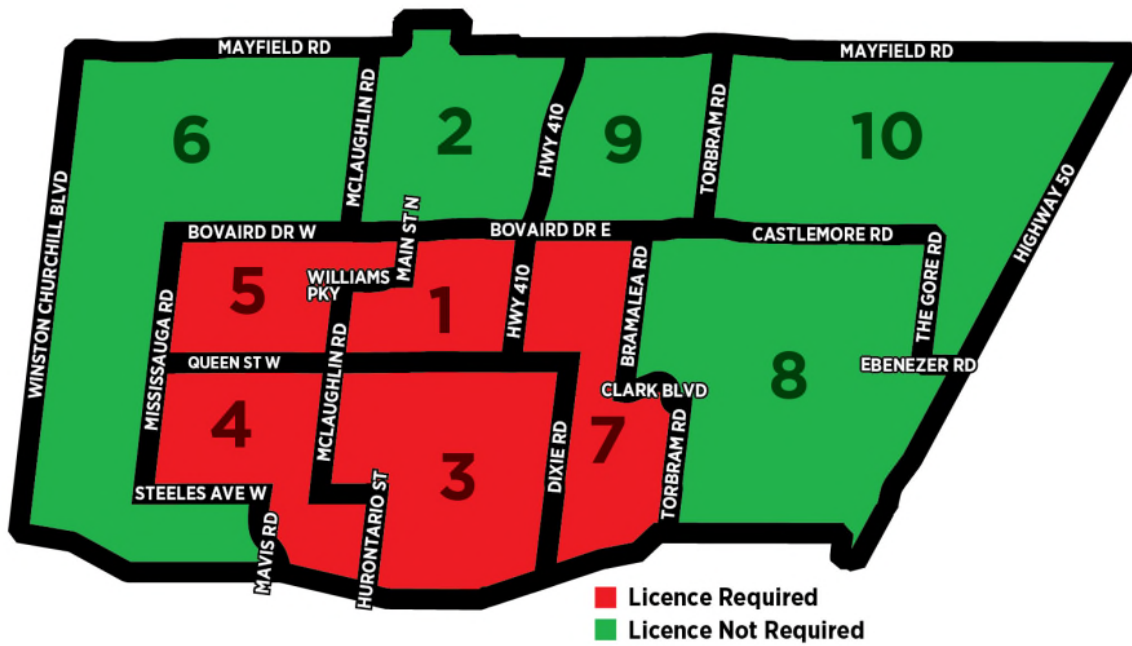 MAYFIELD RD
MAYFIELD RD
MCLAUGHLIN RD
HWY 410
TORBRAM RD
6
2
9
10
WINSTON CHURCHILL BLVD
HIGHWAY 50
BOVAIRD DR W
MAIN ST N
BOVAIRD DR E
CASTLEMORE RD
THE GORE RD
WILLIAMS
PKY
5
1
HWY 410
BRAMALEA RD
MISSISSAUGA RD
MCLAUGHLIN RD
QUEEN ST W
EBENEZER RD
8
CLARK BLVD
4
3
7
DIXIE RD
TORBRAM RD
STEELES AVE W
MAVIS RD
HURONTARIO ST
Licence Required
Licence Not Required